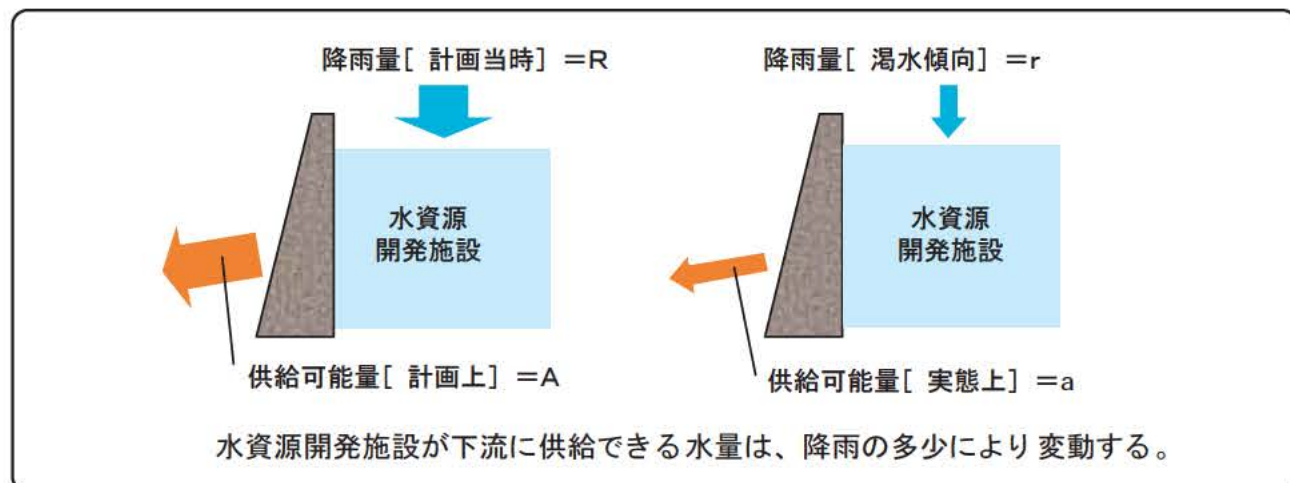 降雨量[ 計画当時] =R
水資源
開発施設
供給可能量[ 計画上] =A
降雨量[ 渇水傾向] =r
水資源
開発施設
供給可能量[ 実態上] =a
水資源開発施設が下流に供給できる水量は、降雨の多少により変動する。